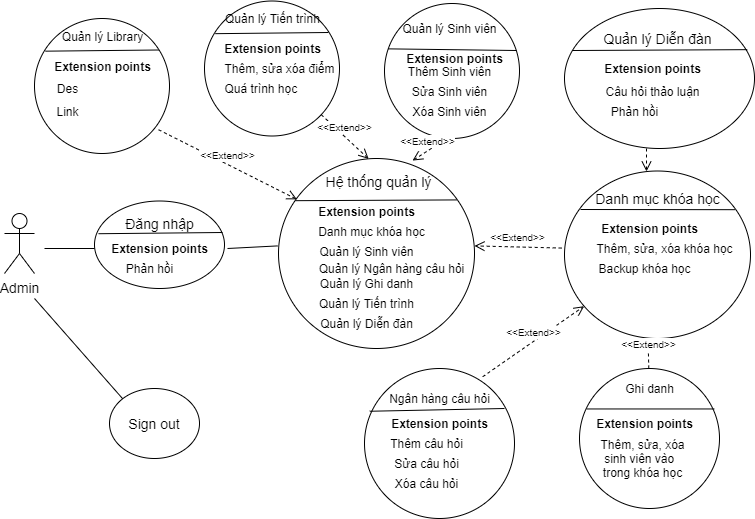 Quản lý Library
Extension points
Des
Link
Quản lý Tiến trình
Extension points
Thêm, sửa xóa điểm
Quá trình học
Quản lý Sinh viên
Extension points
Thêm Sinh viên
Sửa Sinh viên
Xóa Sinh viên
Quản lý Diễn đàn
Extension points
Câu hỏi thảo luận
Phản hồi
<<Extend>>
<<Extend>>
<<Extend>>
Hệ thống quản lý
Extension points
Danh mục khóa học
Quản lý Sinh viên
Quản lý Ngân hàng câu hỏi
Quản lý Ghi danh
Quản lý Tiến trình
Quản lý Diễn đàn
<<Extend>>
<<Extend>>
Danh mục khóa học
Extension points
Thêm, sửa, xóa khóa học
Backup khóa học
Đăng nhập
Extension points
Phản hồi
Admin
Sign out
<<Extend>>
<<Extend>>
Ngân hàng câu hỏi
Extension points
Thêm câu hỏi
Sửa câu hỏi
Xóa câu hỏi
Ghi danh
Extension points
Thêm, sửa, xóa
sinh viên vào
trong khóa học